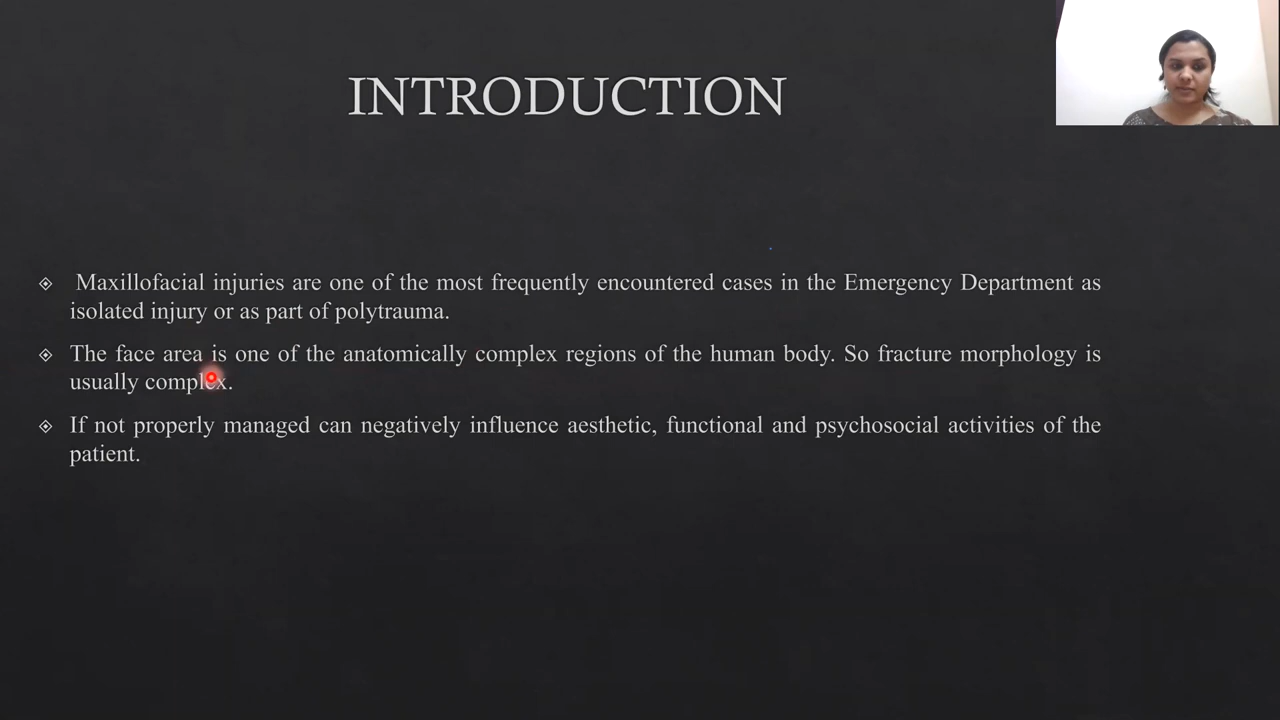 INTRODUCTION
Maxillofacial injuries are one of the most frequently encountered cases in the Emergency Department as
isolated injury or as part of polytrauma.
The face area is one of the anatomically complex regions of the human body. So fracture morphology is
usually complex.
If not properly managed can negatively influence aesthetic, functional and psychosocial activities of the
patient.